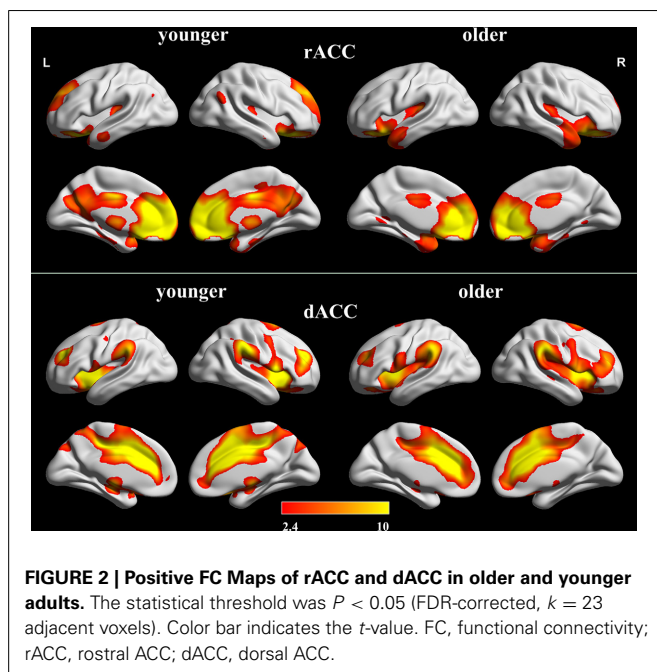 younger older
rACC
L R
younger older
dACC
2.4 10
FIGURE 2 | Positive FC Maps of rACC and dACC in older and younger
adults. The statistical threshold was P < 0.05 (FDR-corrected, k = 23
adjacent voxels). Color bar indicates the t-value. FC, functional connectivity;
rACC, rostral ACC; dACC, dorsal ACC.